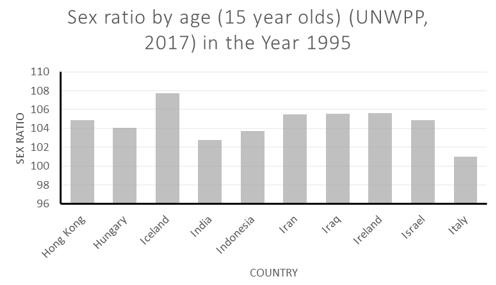 Sex ratio by age (15 year olds) (UNWPP,
2017) in the Year 1995
110
108
106
104
102
100
98
96
SEX RATIO
Hong Kong
Hungary
Iceland
India
Indonesia
Iran
Iraq
Ireland
Israel
Italy
COUNTRY